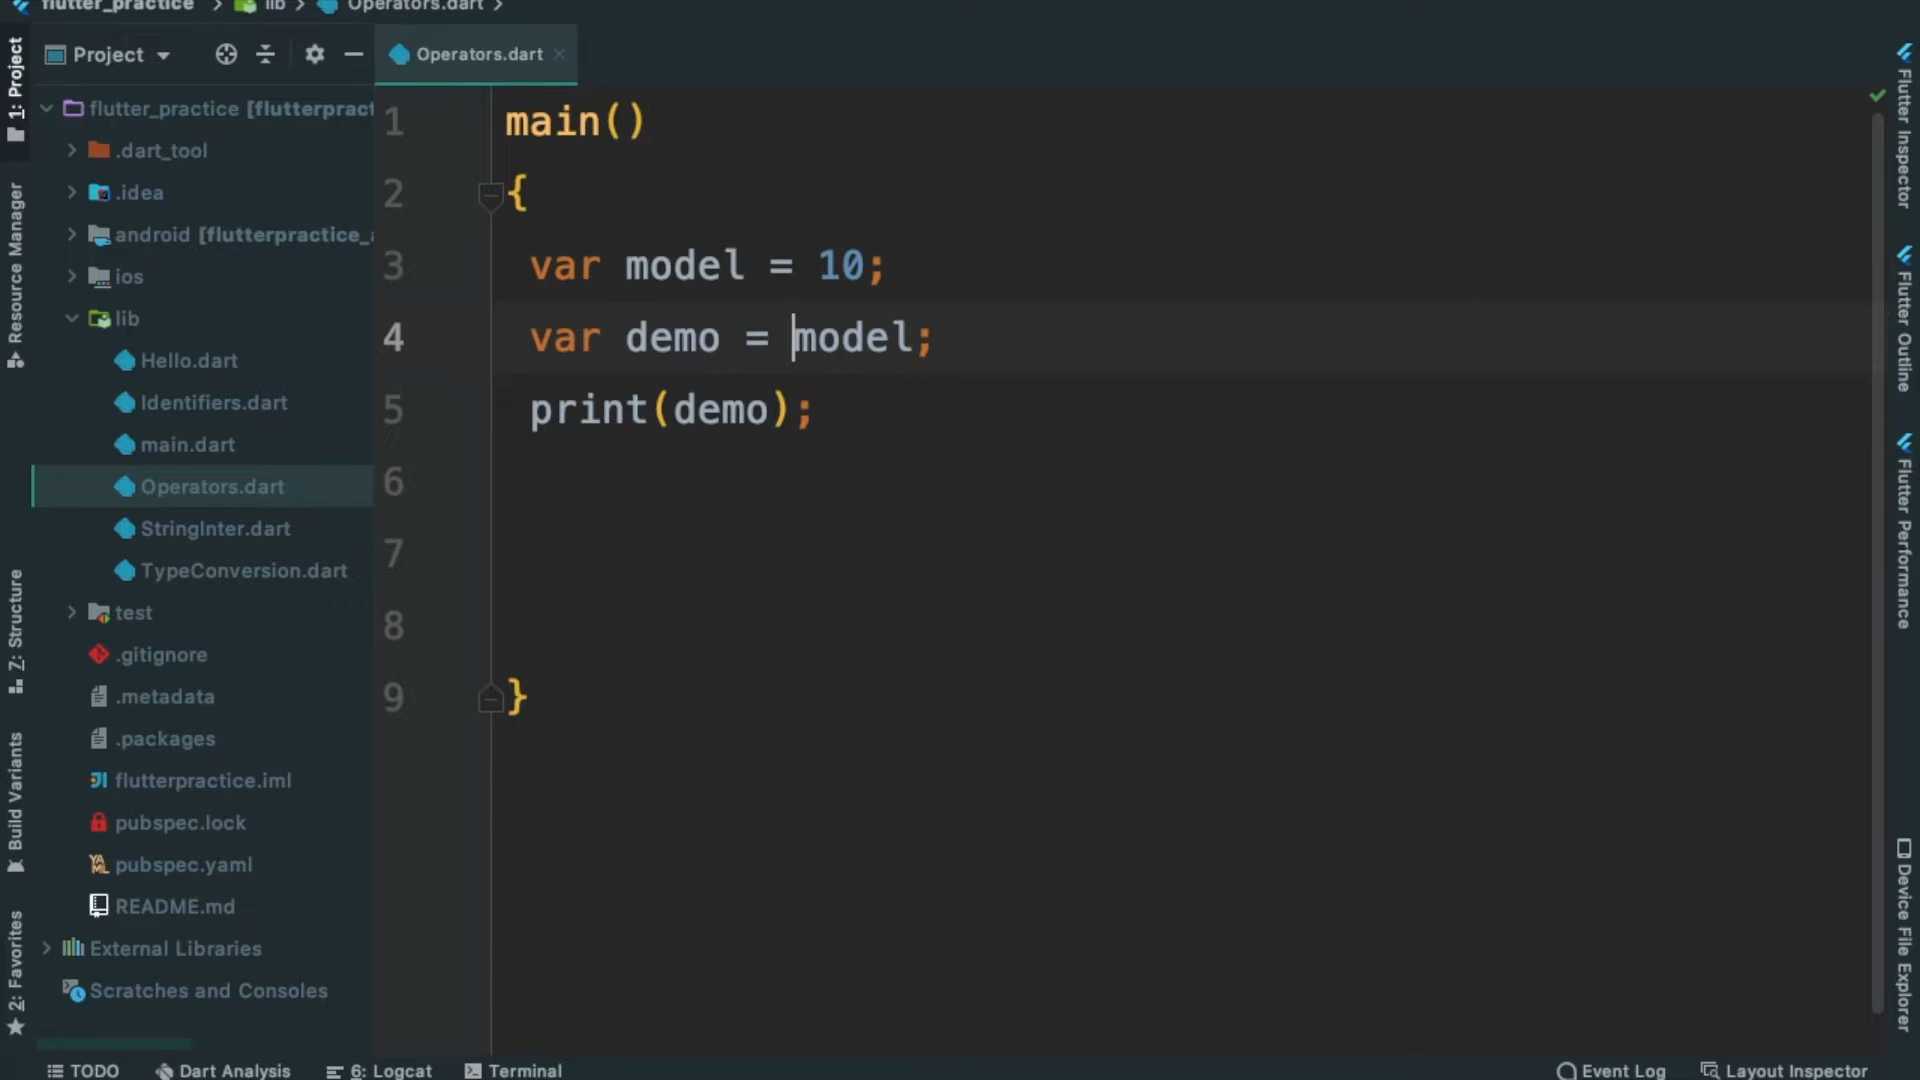 flutter_practice > lib > Operators.dart >
1: Project
Resource Manager
7: Structure
Build Variants
2: Favorites
Project
flutter_practice [flutterpract
.dart_tool
.idea
android [flutterpractice_
ios
lib
Hello.dart
Identifiers.dart
main.dart
Operators.dart
StringInter.dart
TypeConversion.dart
test
.gitignore
.metadata
.packages
flutterpractice.iml
pubspec.lock
pubspec.yaml
README.md
External Libraries
Scratches and Consoles
Operators.dart
1 main()
2 {
3 var model = 10;
4 var demo = model;
5 print(demo);
6
7
8
9 }
Flutter Inspector
Flutter Outline
Flutter Performance
Device File Explorer
TODO
Dart Analysis
6: Logcat
Terminal
Event Log
Layout Inspector